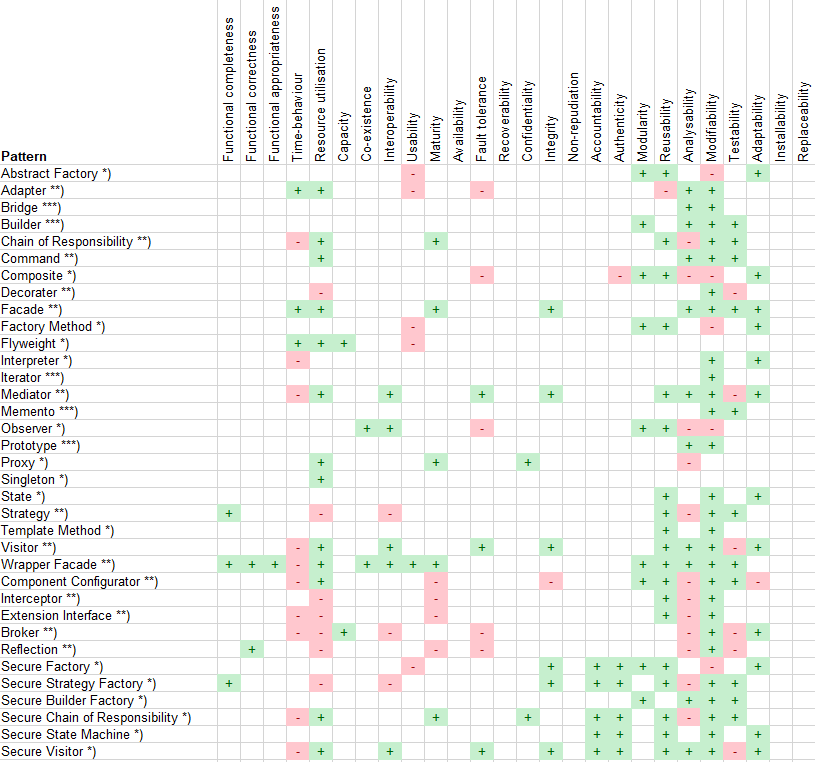 Pattern Functional completeness Functional correctness Functional appropriateness Time-behaviour Resource utilisation Capacity Co-existence Interoperability Usability Maturity Availability Fault tolerance Recoverability Confidentiality Integrity Non-repudiation Accountability Authenticity Modularity Reusability Analysability Modifiability Testability Adaptability Installability Replaceability
Abstract Factory *) - + + - +
Adapter **) + + - - - + +
Bridge ***) + +
Builder ***) + + + +
Chain of Responsibility **) - + + + - + +
Command **) + + + +
Composite *) - - + + - - +
Decorater **) - + -
Facade **) + + + + + + + +
Factory Method *) - + + - +
Flyweight *) + + + -
Interpreter *) - + +
Iterator ***) +
Mediator **) - + + + + + + + - +
Memento ***) + +
Observer *) + + - + + - -
Prototype ***) + +
Proxy *) + + + -
Singleton *) +
State *) + + +
Strategy **) + - - + - + +
Template Method *) + +
Visitor **) - + + + + + + + - +
Wrapper Facade **) + + + - + + + + + + + + + +
Component Configurator **) - + - - + + - + + -
Interceptor **) - - + - +
Extension Interface **) - - - + - +
Broker **) - - + - - - + - +
Reflection **) + - - - - + -
Secure Factory *) - + + + + + - +
Secure Strategy Factory *) + - - + + + + - + +
Secure Builder Factory *) + + + +
Secure Chain of Responsibility *) - + + + + + + - + +
Secure State Machine *) + + + + +
Secure Visitor *) - + + + + + + + + + - +